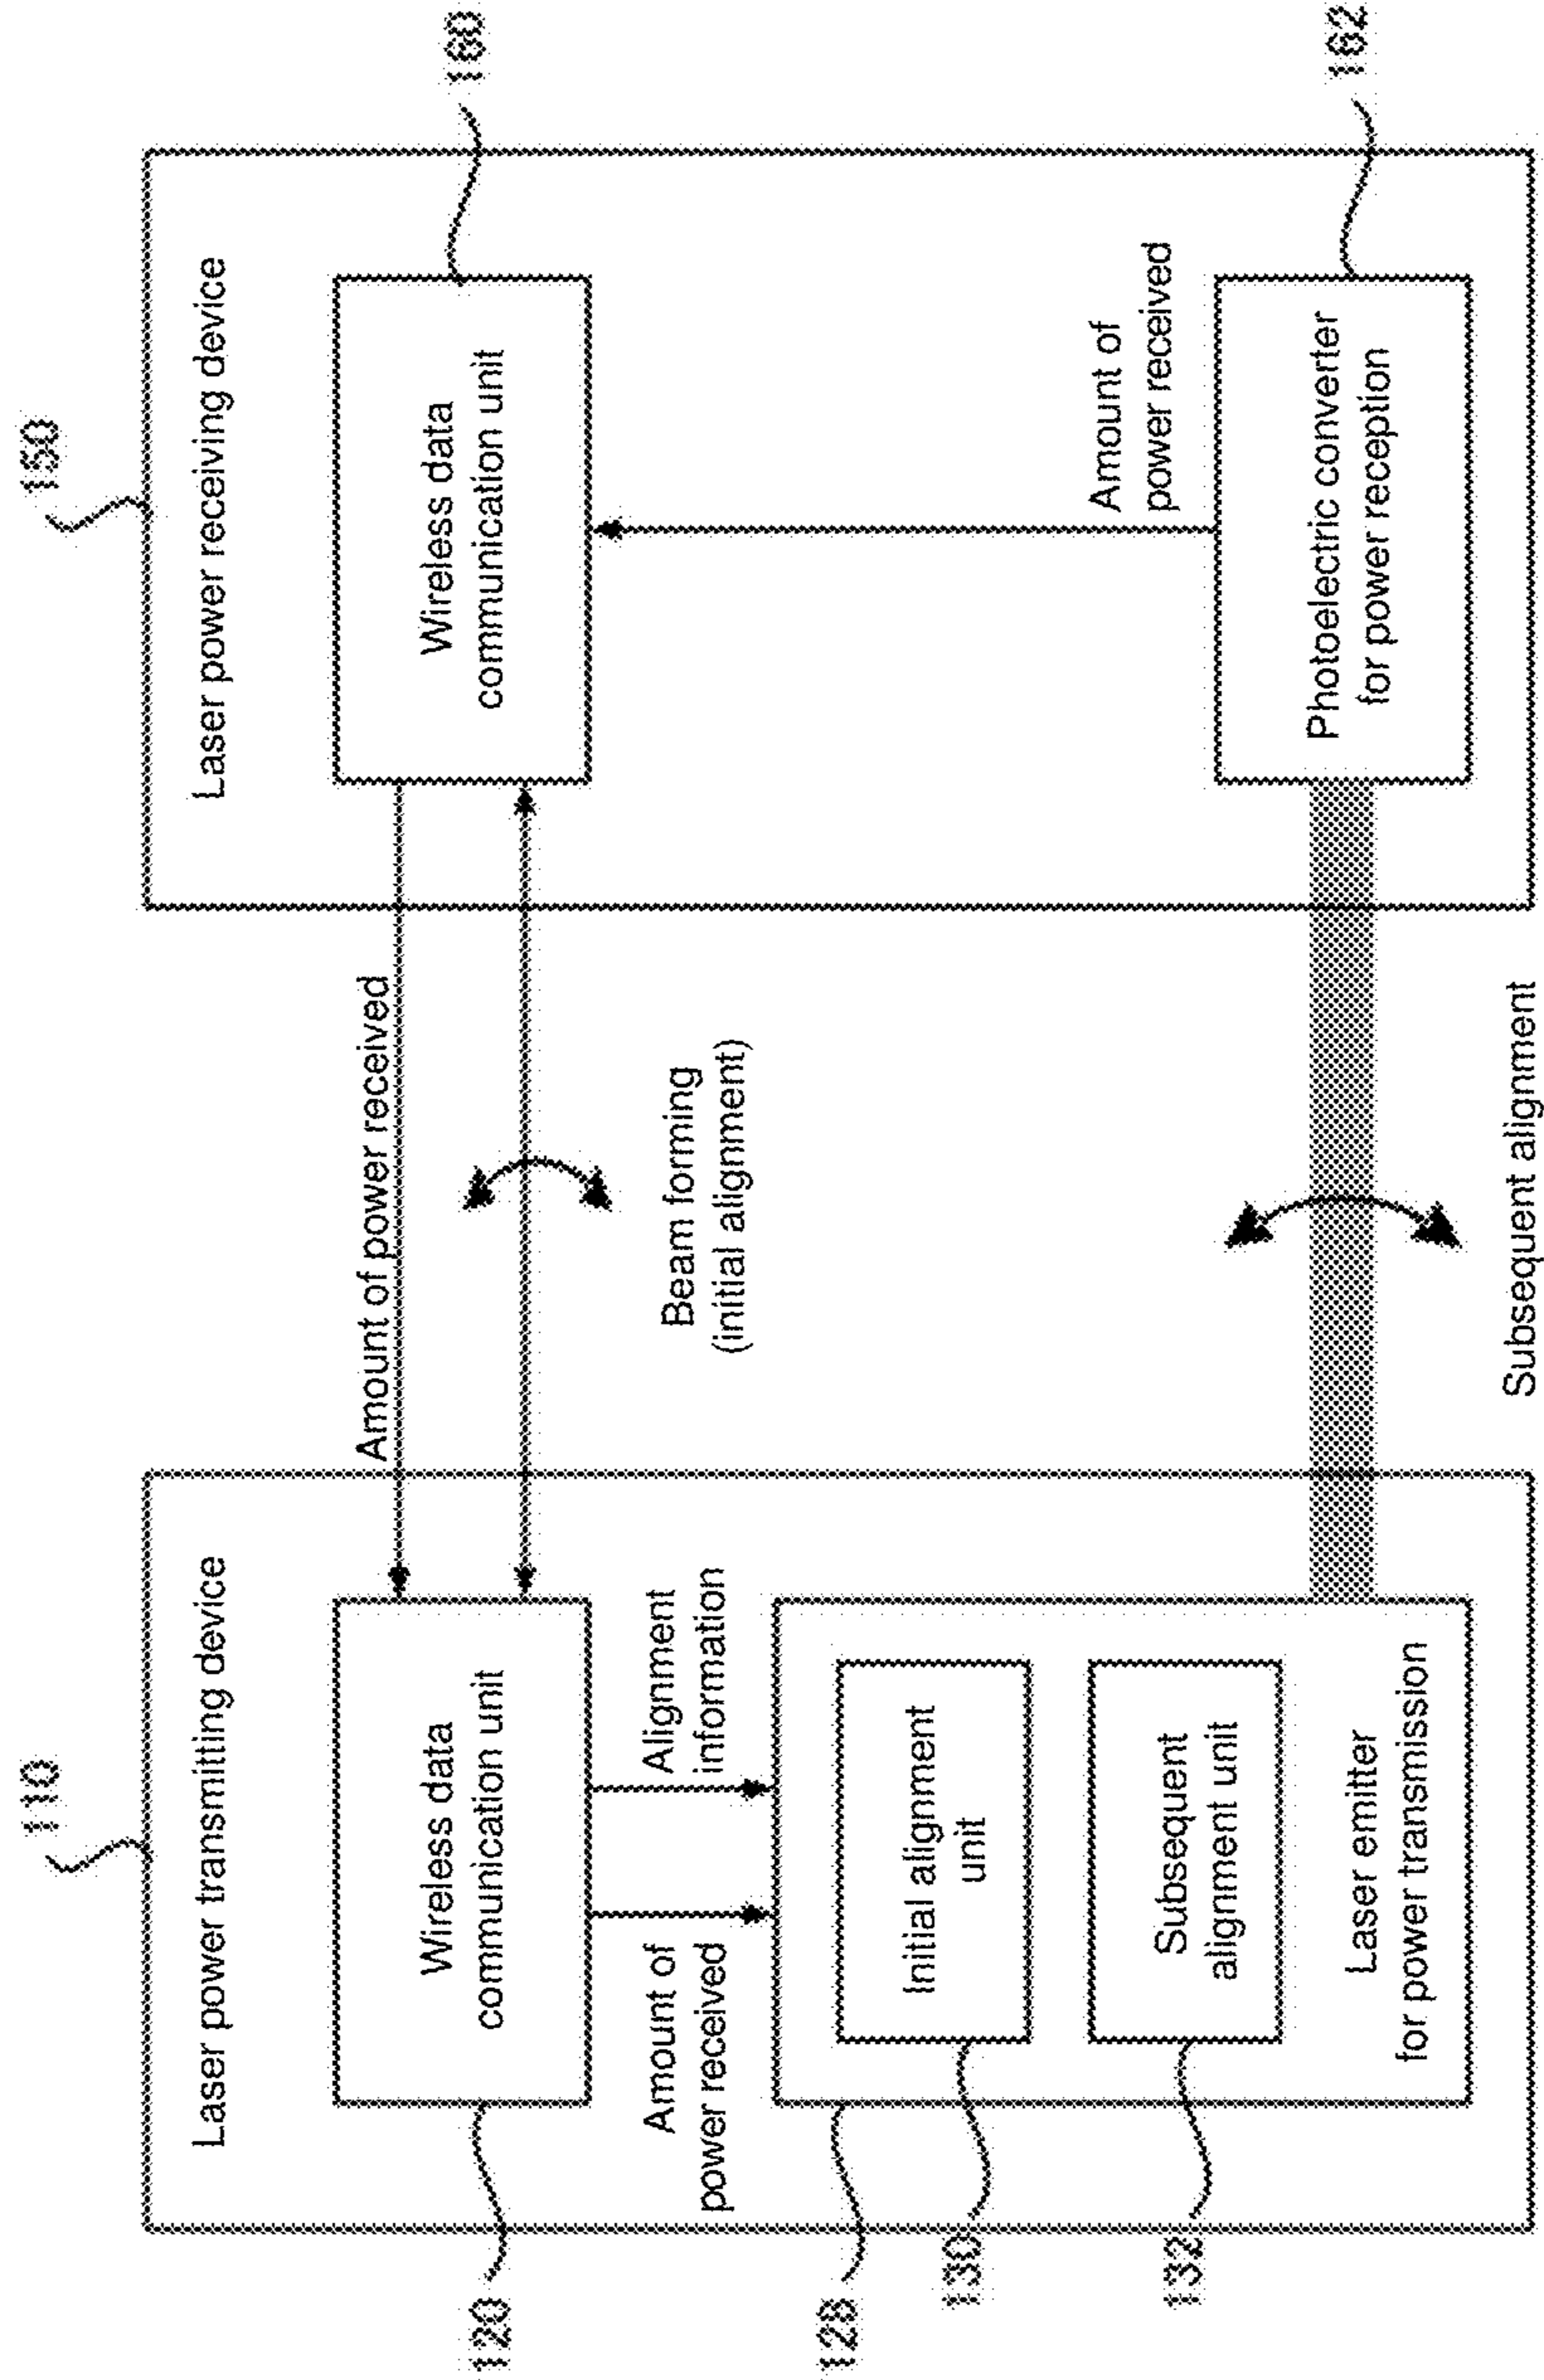 110
150
Laser power transmitting device
Laser power receiving device
Amount of power received
120
Wireless data
communication unit
Wireless data
communication unit
160
Beam forming
(initial alignment)
Amount of
power received
Alignment
information
128
130
Initial alignment
unit
132
Subsequent
alignment unit
Laser emitter
for power transmission
Amount of
power received
Photoelectric converter
for power reception
162
Subsequent alignment